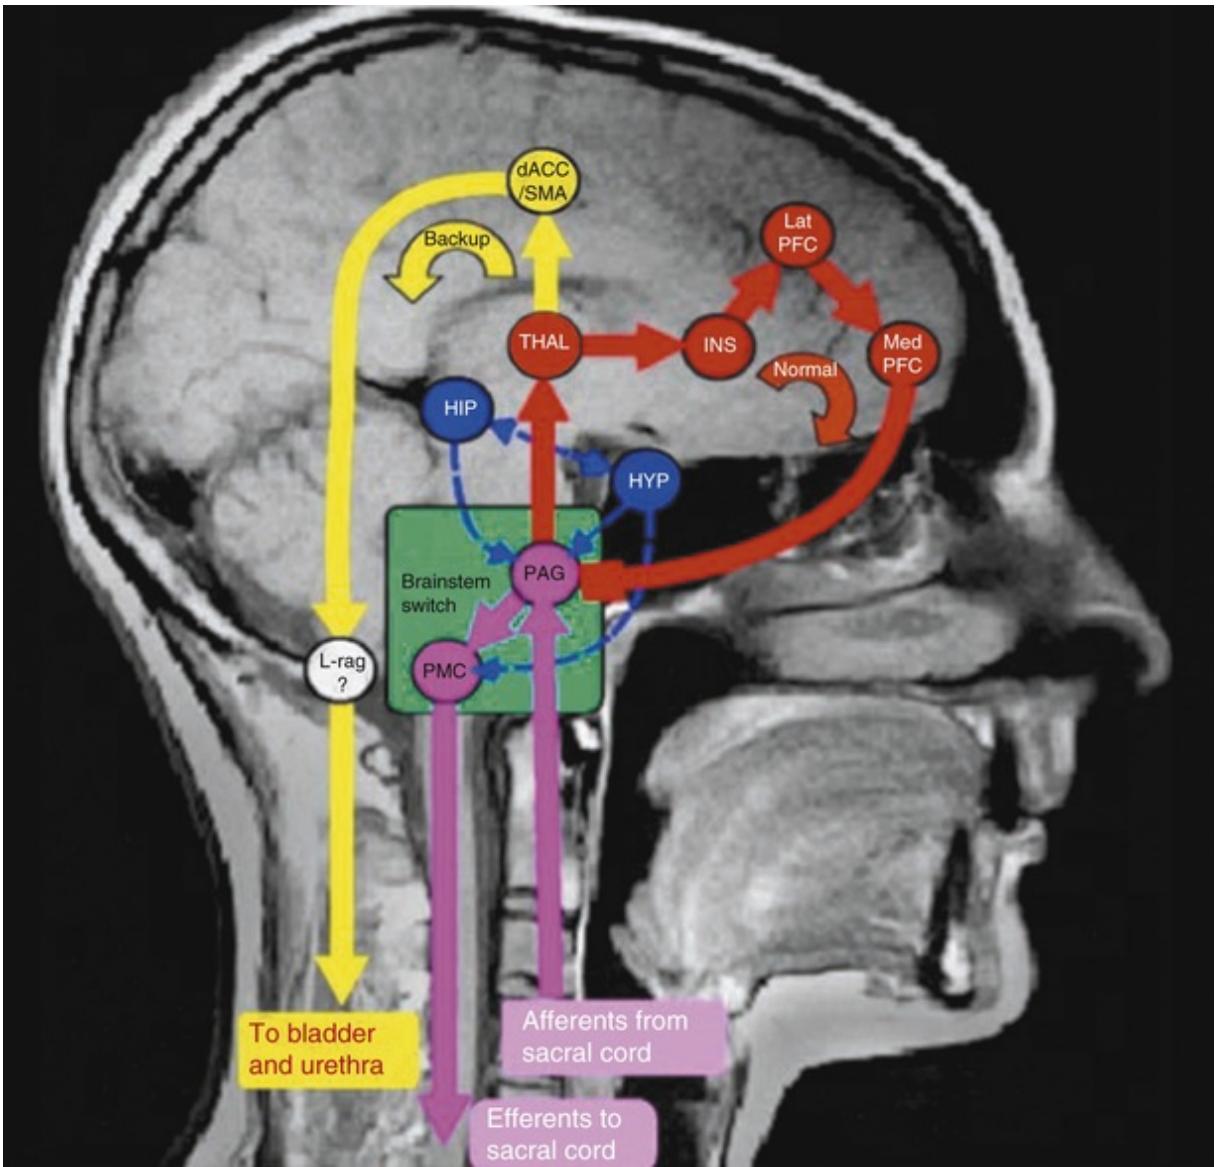 dACC
/SMA
Backup
Lat
PFC
THAL
INS
Med
PFC
Normal
HIP
HYP
Brainstem
switch
PAG
L-rag
?
PMC
To bladder
and urethra
Afferents from
sacral cord
Efferents to
sacral cord